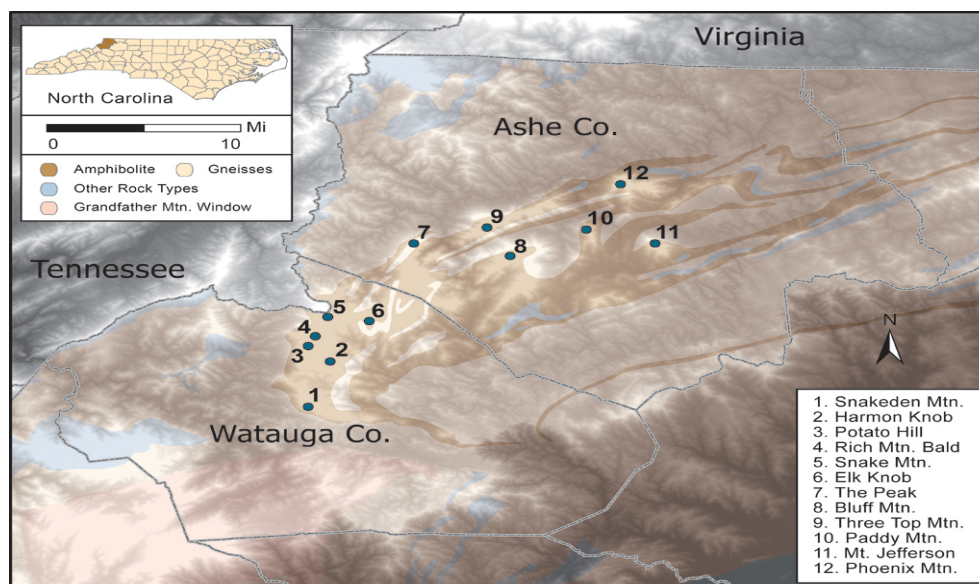 North Carolina
Mi
0 10
Amphibolite Gneisses
Other Rock Types
Grandfather Mtn. Window
Virginia
Ashe Co.
Tennessee
12
9
10
7
11
8
5
6
4
3
2
1
Watauga Co.
N
1. Snakeden Mtn.
2. Harmon Knob
3. Potato Hill
4. Rich Mtn. Bald
5. Snake Mtn.
6. Elk Knob
7. The Peak
8. Bluff Mtn.
9. Three Top Mtn.
10. Paddy Mtn.
11. Mt. Jefferson
12. Phoenix Mtn.